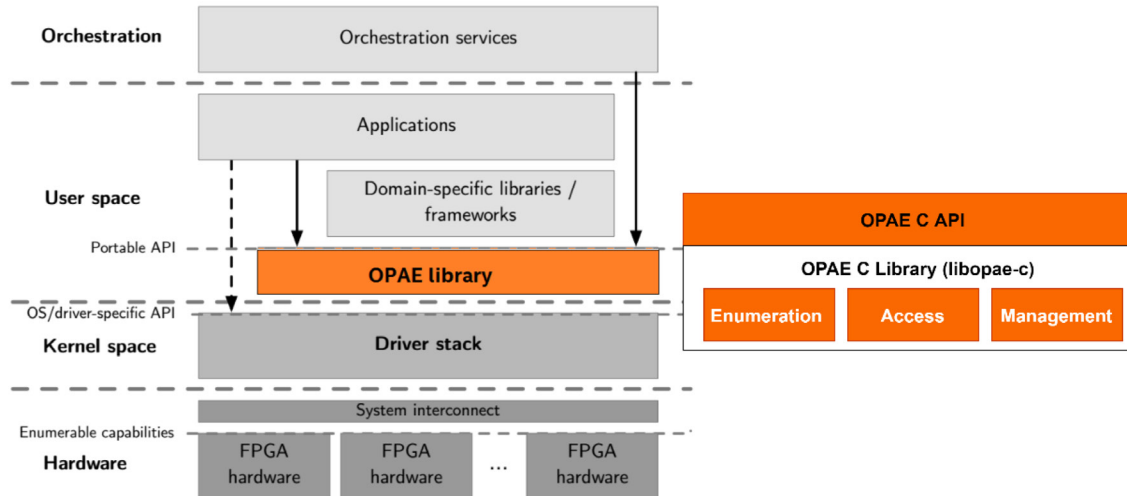 Orchestration
Orchestration services
Applications
User space
Domain-specific libraries /
frameworks
Portable API
OPAE library
OPAE C API
OPAE C Library (libopae-c)
Enumeration
Access
Management
OS/driver-specific API
Kernel space
Driver stack
System interconnect
Enumerable capabilities
Hardware
FPGA
hardware
FPGA
hardware
...
FPGA
hardware